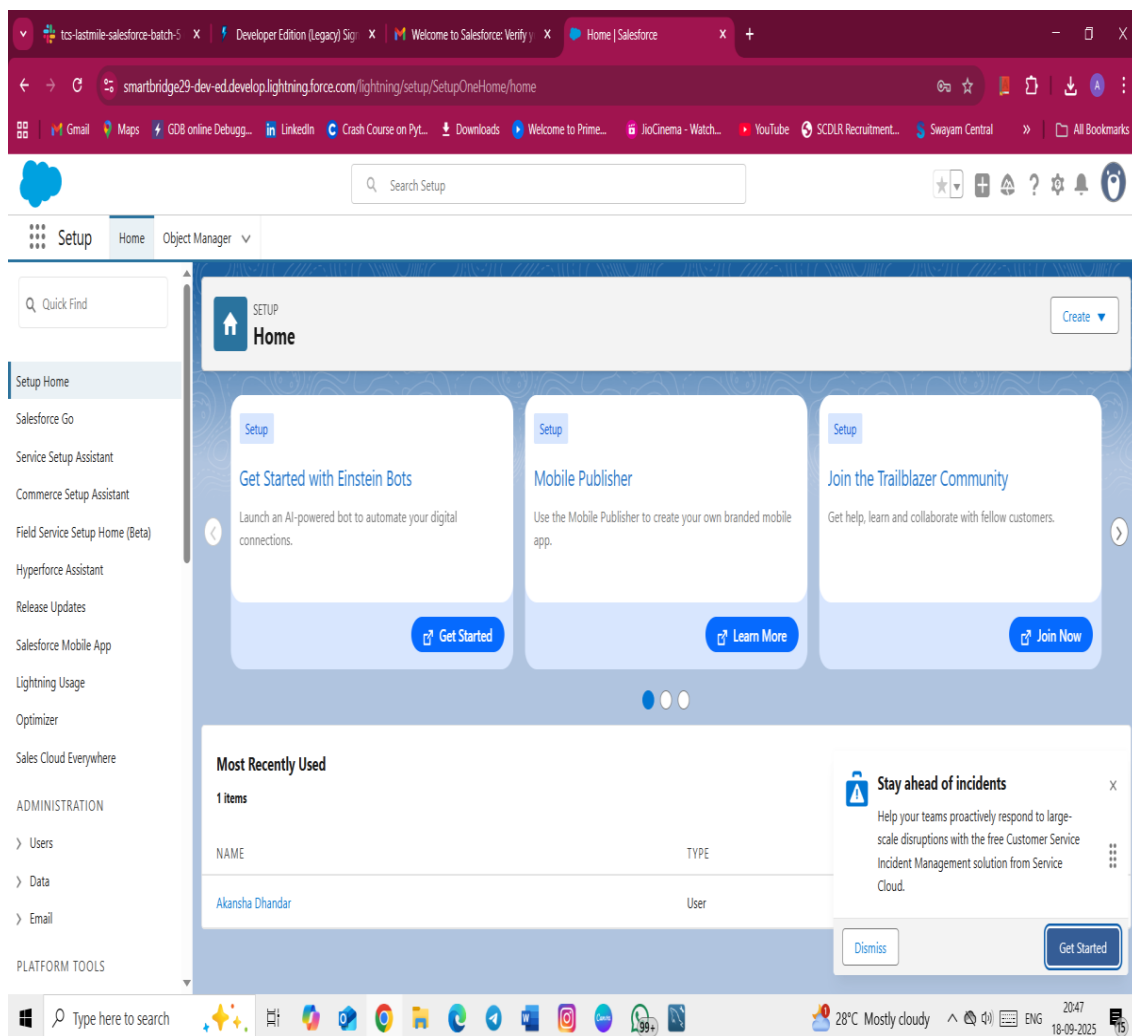 tcs-lastmile-salesforce-batch-5
Developer Edition (Legacy) Sig
Welcome to Salesforce: Verify y
Home | Salesforce
smartbridge29-dev-ed.develop.lightning.force.com/lightning/setup/SetupOneHome/home
A
Gmail
Maps
GDB online Debugg...
LinkedIn
Crash Course on Pyt...
Downloads
Welcome to Prime...
JioCinema - Watch...
YouTube
SCDLR Recruitment...
Swayam Central
»
All Bookmarks
Search Setup
Setup
Home
Object Manager
Quick Find
Setup Home
Salesforce Go
Service Setup Assistant
Commerce Setup Assistant
Field Service Setup Home (Beta)
Hyperforce Assistant
Release Updates
Salesforce Mobile App
Lightning Usage
Optimizer
Sales Cloud Everywhere
ADMINISTRATION
Users
Data
Email
PLATFORM TOOLS
SETUP
Home
Create
Setup
Get Started with Einstein Bots
Launch an AI-powered bot to automate your digital
connections.
Get Started
Setup
Mobile Publisher
Use the Mobile Publisher to create your own branded mobile
app.
Learn More
Setup
Join the Trailblazer Community
Get help, learn and collaborate with fellow customers.
Join Now
Most Recently Used
1 items
NAME
TYPE
Akansha Dhandar
User
Stay ahead of incidents
Help your teams proactively respond to large-
scale disruptions with the free Customer Service
Incident Management solution from Service
Cloud.
Dismiss
Get Started
Type here to search
99+
28°C Mostly cloudy
ENG
20:47
18-09-2025
15